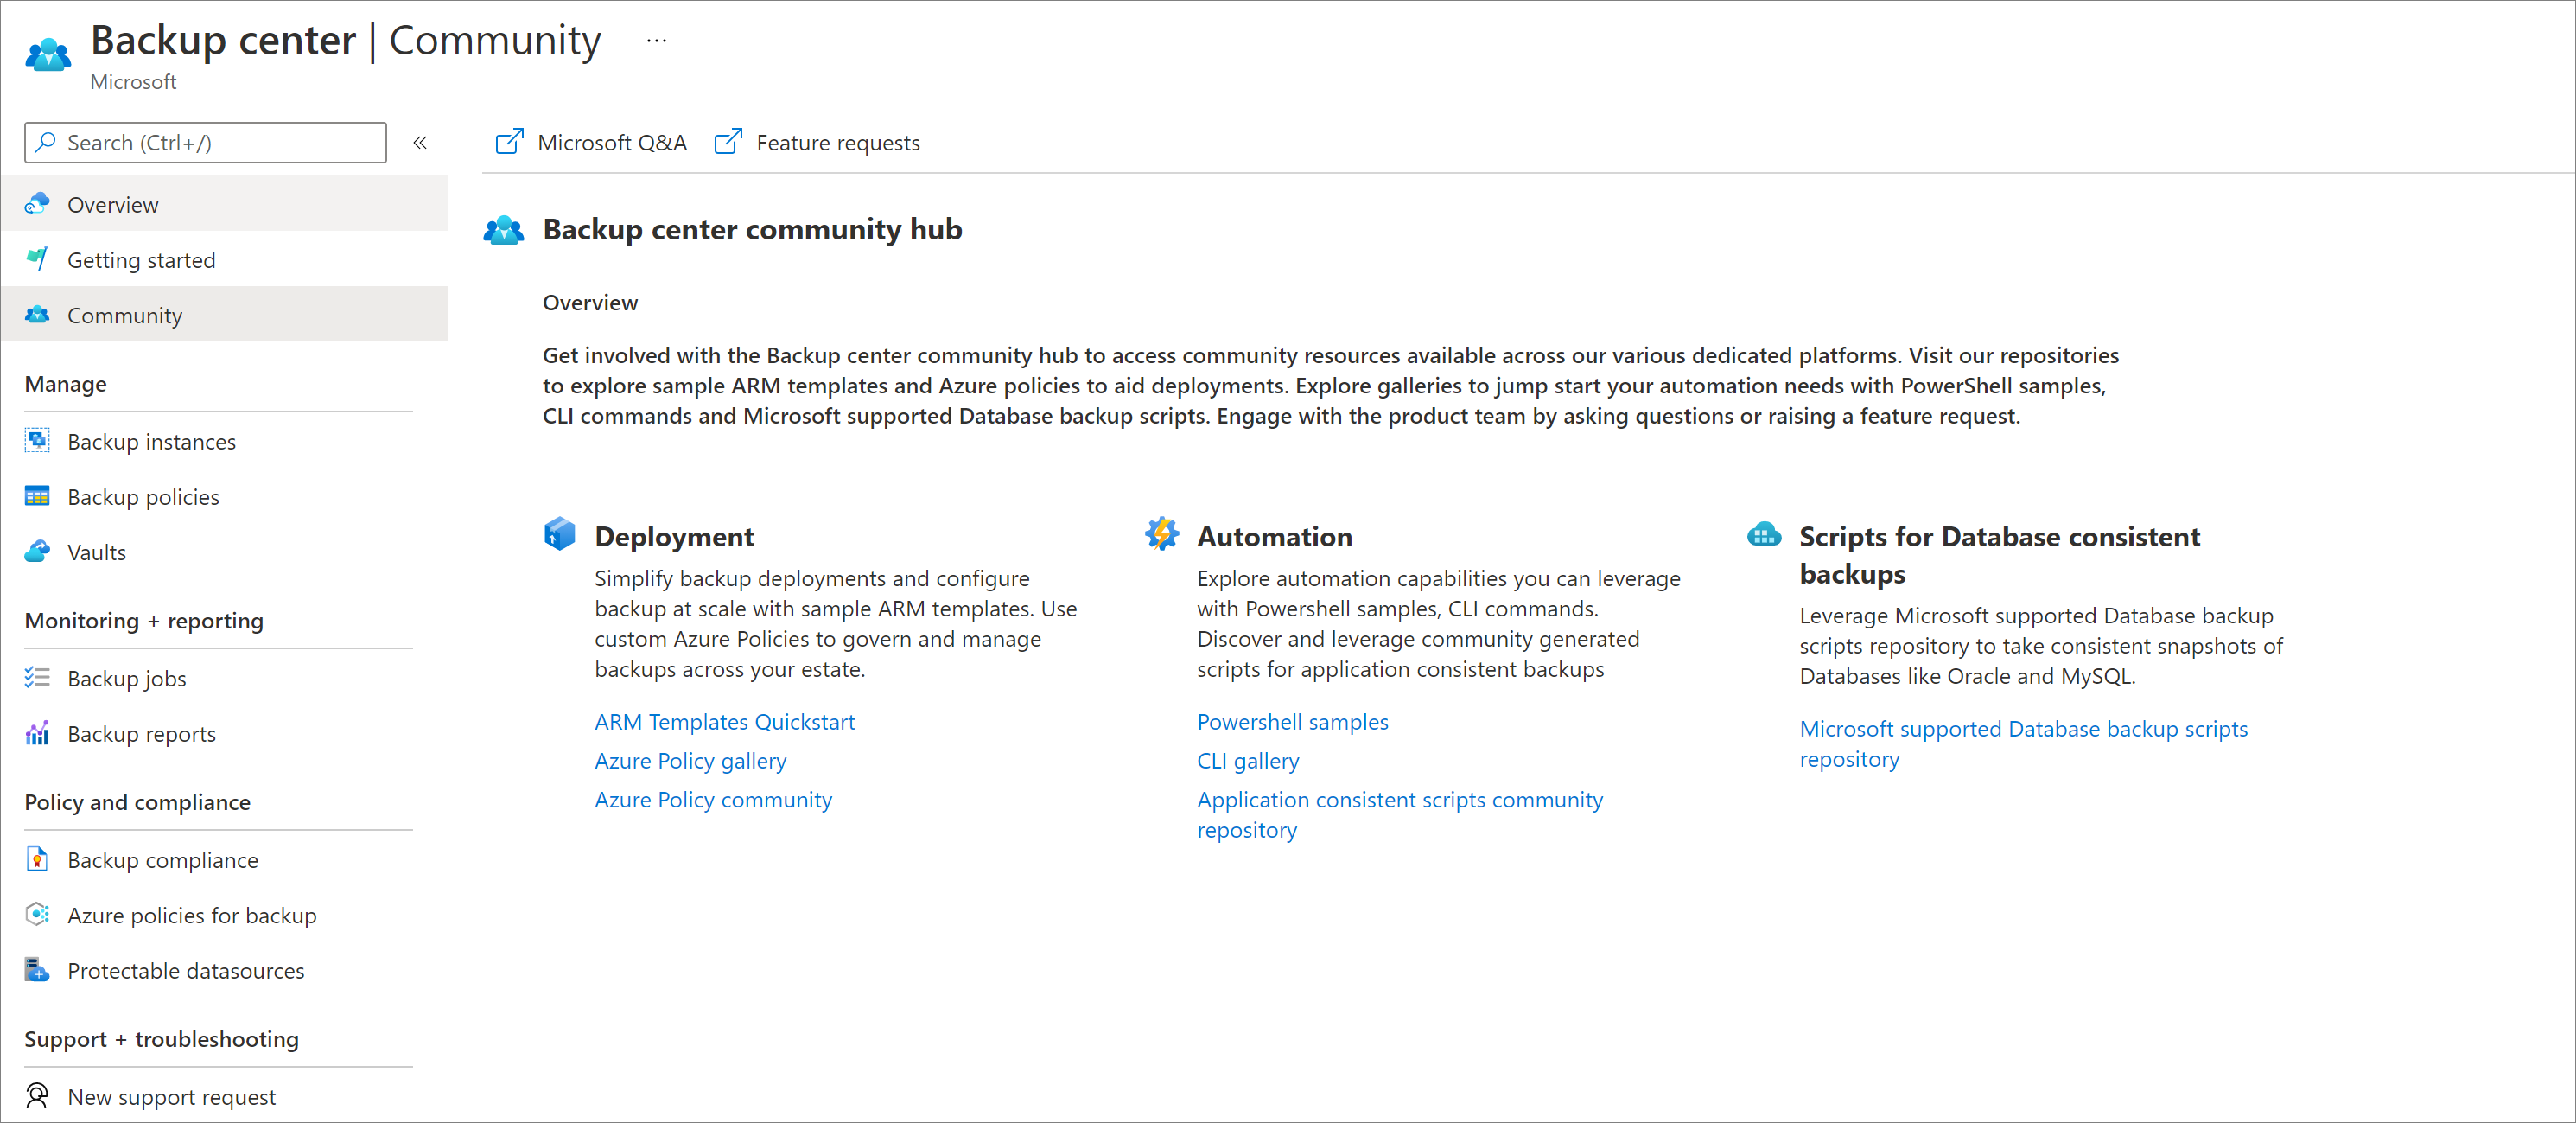 Backup center | Community ...
Microsoft
Search (Ctrl+/)
«
Overview
Getting started
Community
Manage
Backup instances
Backup policies
Vaults
Monitoring + reporting
Backup jobs
Backup reports
Policy and compliance
Backup compliance
Azure policies for backup
Protectable datasources
Support + troubleshooting
New support request
Microsoft Q&A
Feature requests
Backup center community hub
Overview
Get involved with the Backup center community hub to access community resources available across our various dedicated platforms. Visit our repositories
to explore sample ARM templates and Azure policies to aid deployments. Explore galleries to jump start your automation needs with PowerShell samples,
CLI commands and Microsoft supported Database backup scripts. Engage with the product team by asking questions or raising a feature request.
Deployment
Simplify backup deployments and configure
backup at scale with sample ARM templates. Use
custom Azure Policies to govern and manage
backups across your estate.
ARM Templates Quickstart
Azure Policy gallery
Azure Policy community
Automation
Explore automation capabilities you can leverage
with Powershell samples, CLI commands.
Discover and leverage community generated
scripts for application consistent backups
Powershell samples
CLI gallery
Application consistent scripts community
repository
Scripts for Database consistent
backups
Leverage Microsoft supported Database backup
scripts repository to take consistent snapshots of
Databases like Oracle and MySQL.
Microsoft supported Database backup scripts
repository